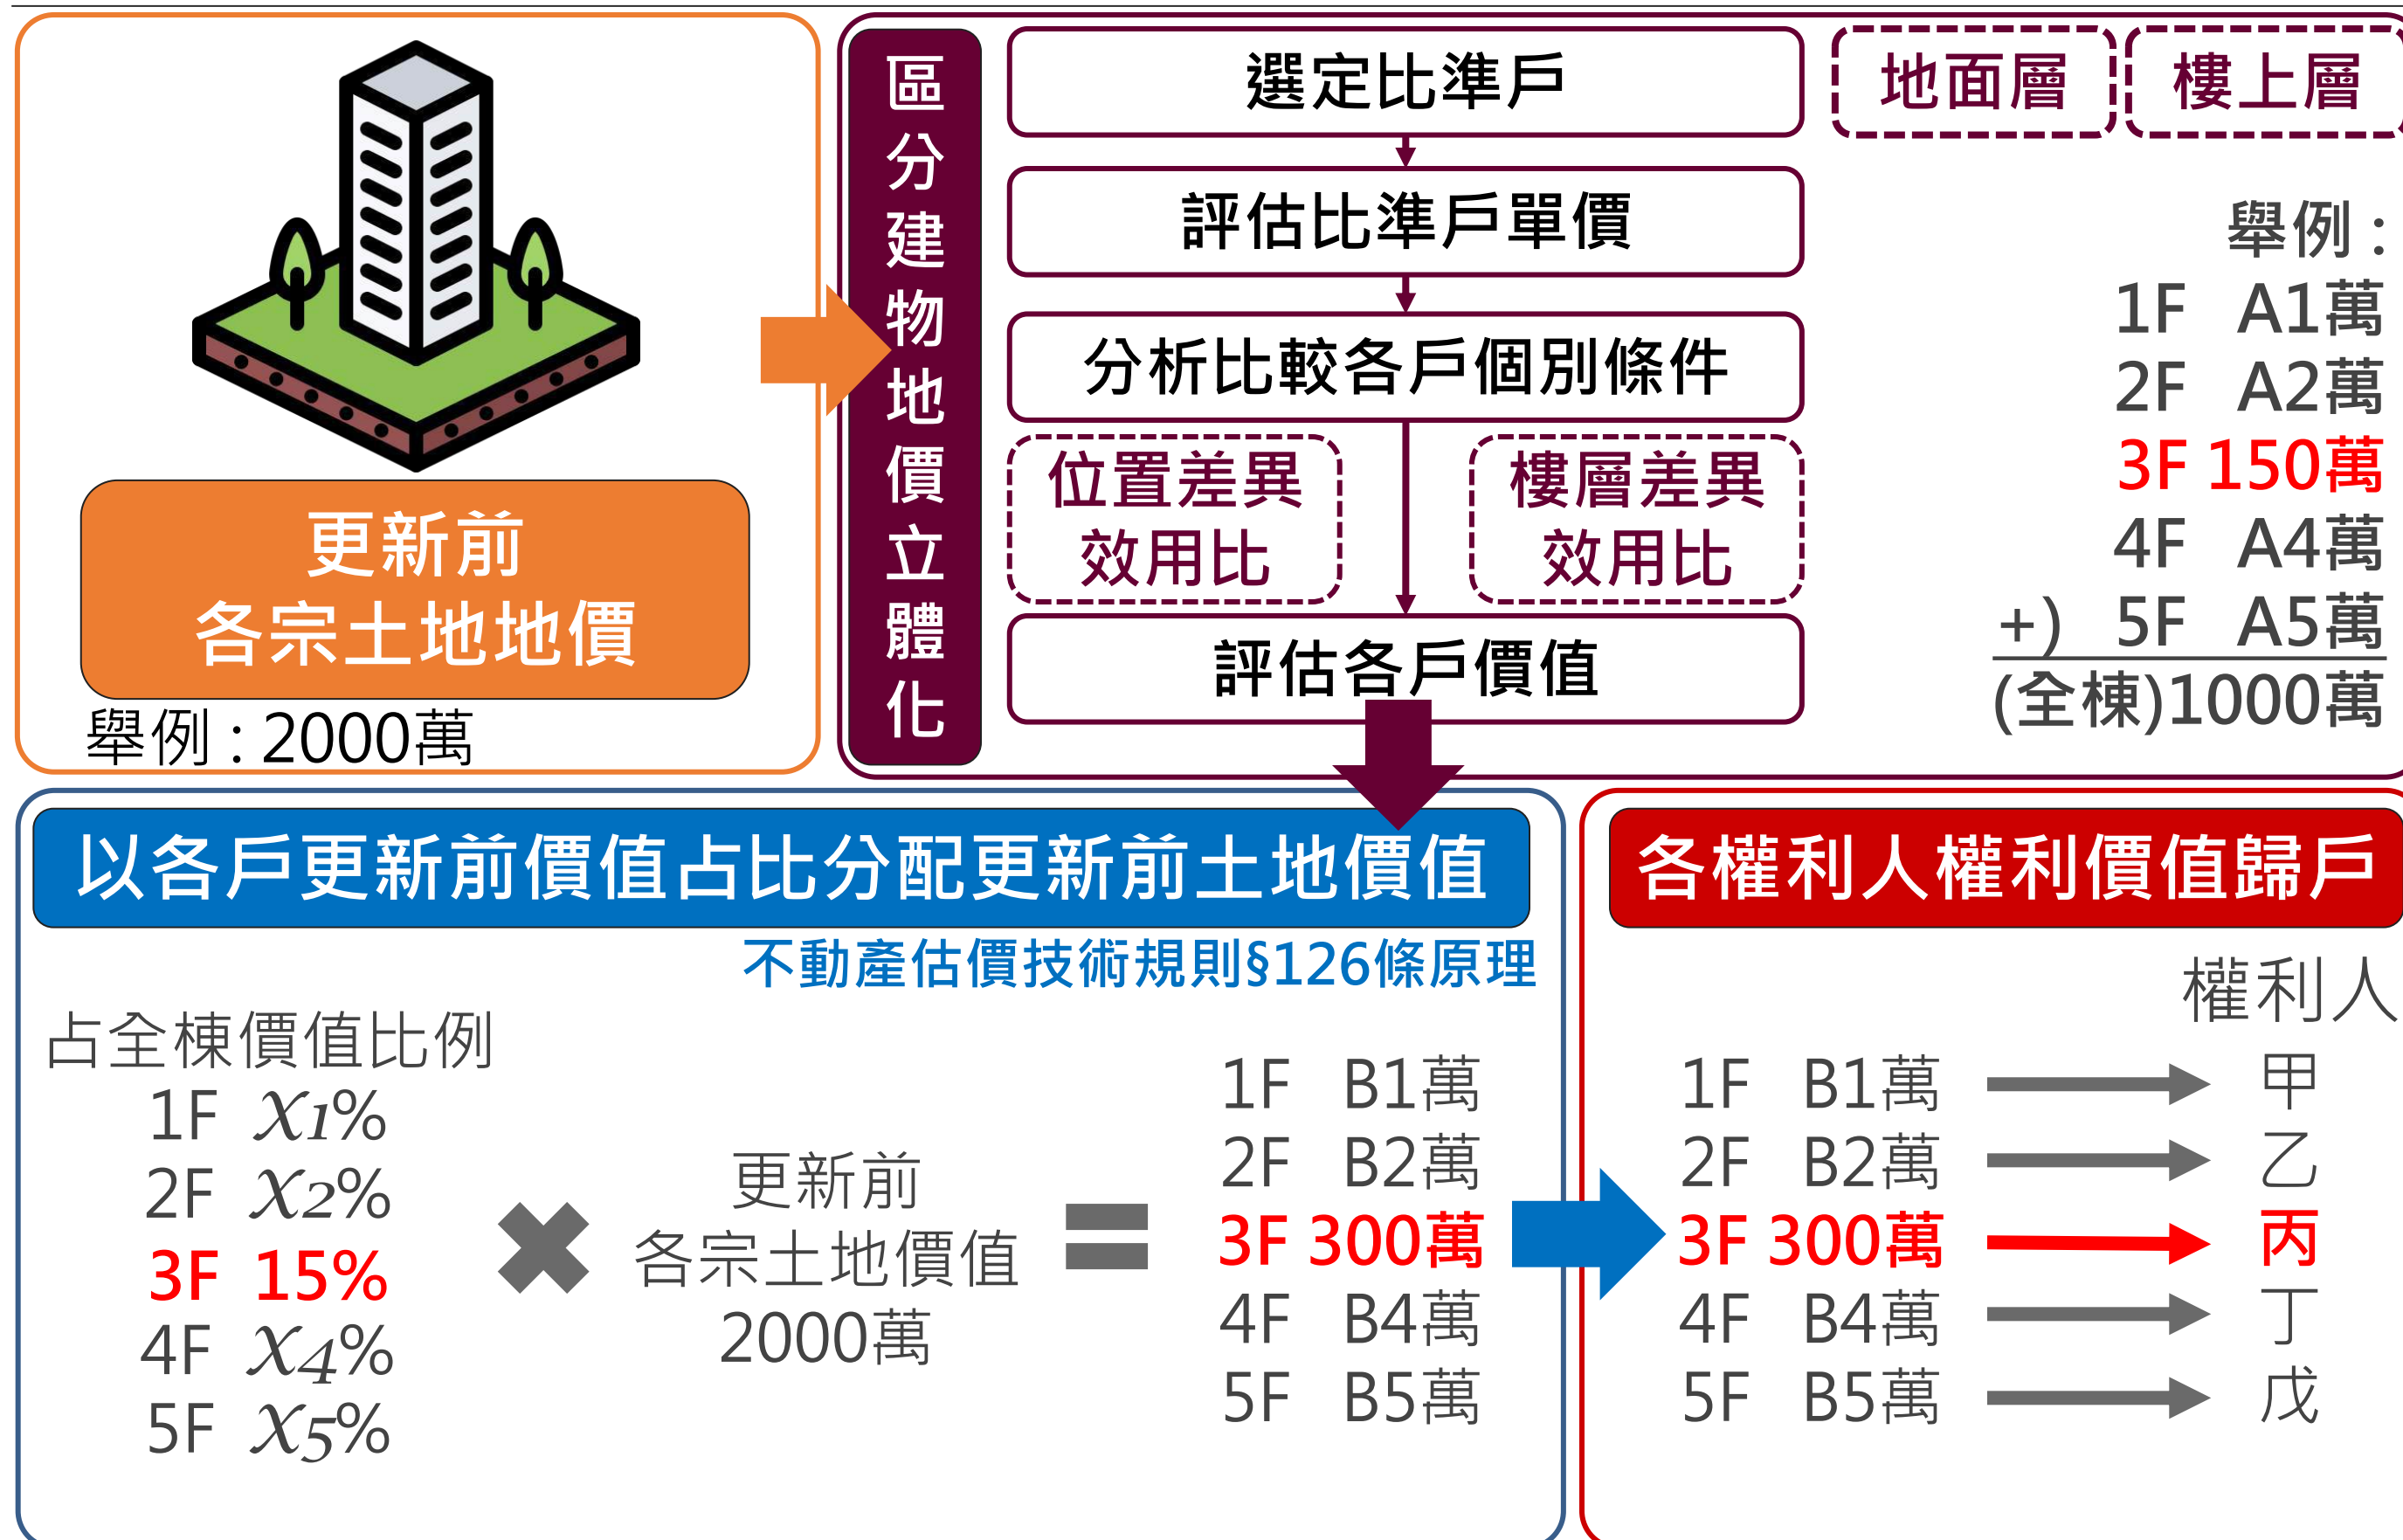 更新前
各宗土地地價
舉例：2000萬
區分建物地價立體化
選定比準戶
地面層
樓上層
評估比準戶單價
分析比較各戶個別條件
位置差異
效用比
樓層差異
效用比
評估各戶價值
舉例：
1F A1萬
2F A2萬
3F 150萬
4F A4萬
+) 5F A5萬
(全棟)1000萬
以各戶更新前價值占比分配更新前土地價值
不動產估價技術規則§126條原理
占全棟價值比例
1F X1%
2F X2%
3F 15%
4F X4%
5F X5%
✖
更新前
各宗土地價值
2000萬
=
1F B1萬
2F B2萬
3F 300萬
4F B4萬
5F B5萬
各權利人權利價值歸戶
權利人
1F B1萬 甲
2F B2萬 乙
3F 300萬 丙
4F B4萬 丁
5F B5萬 戊